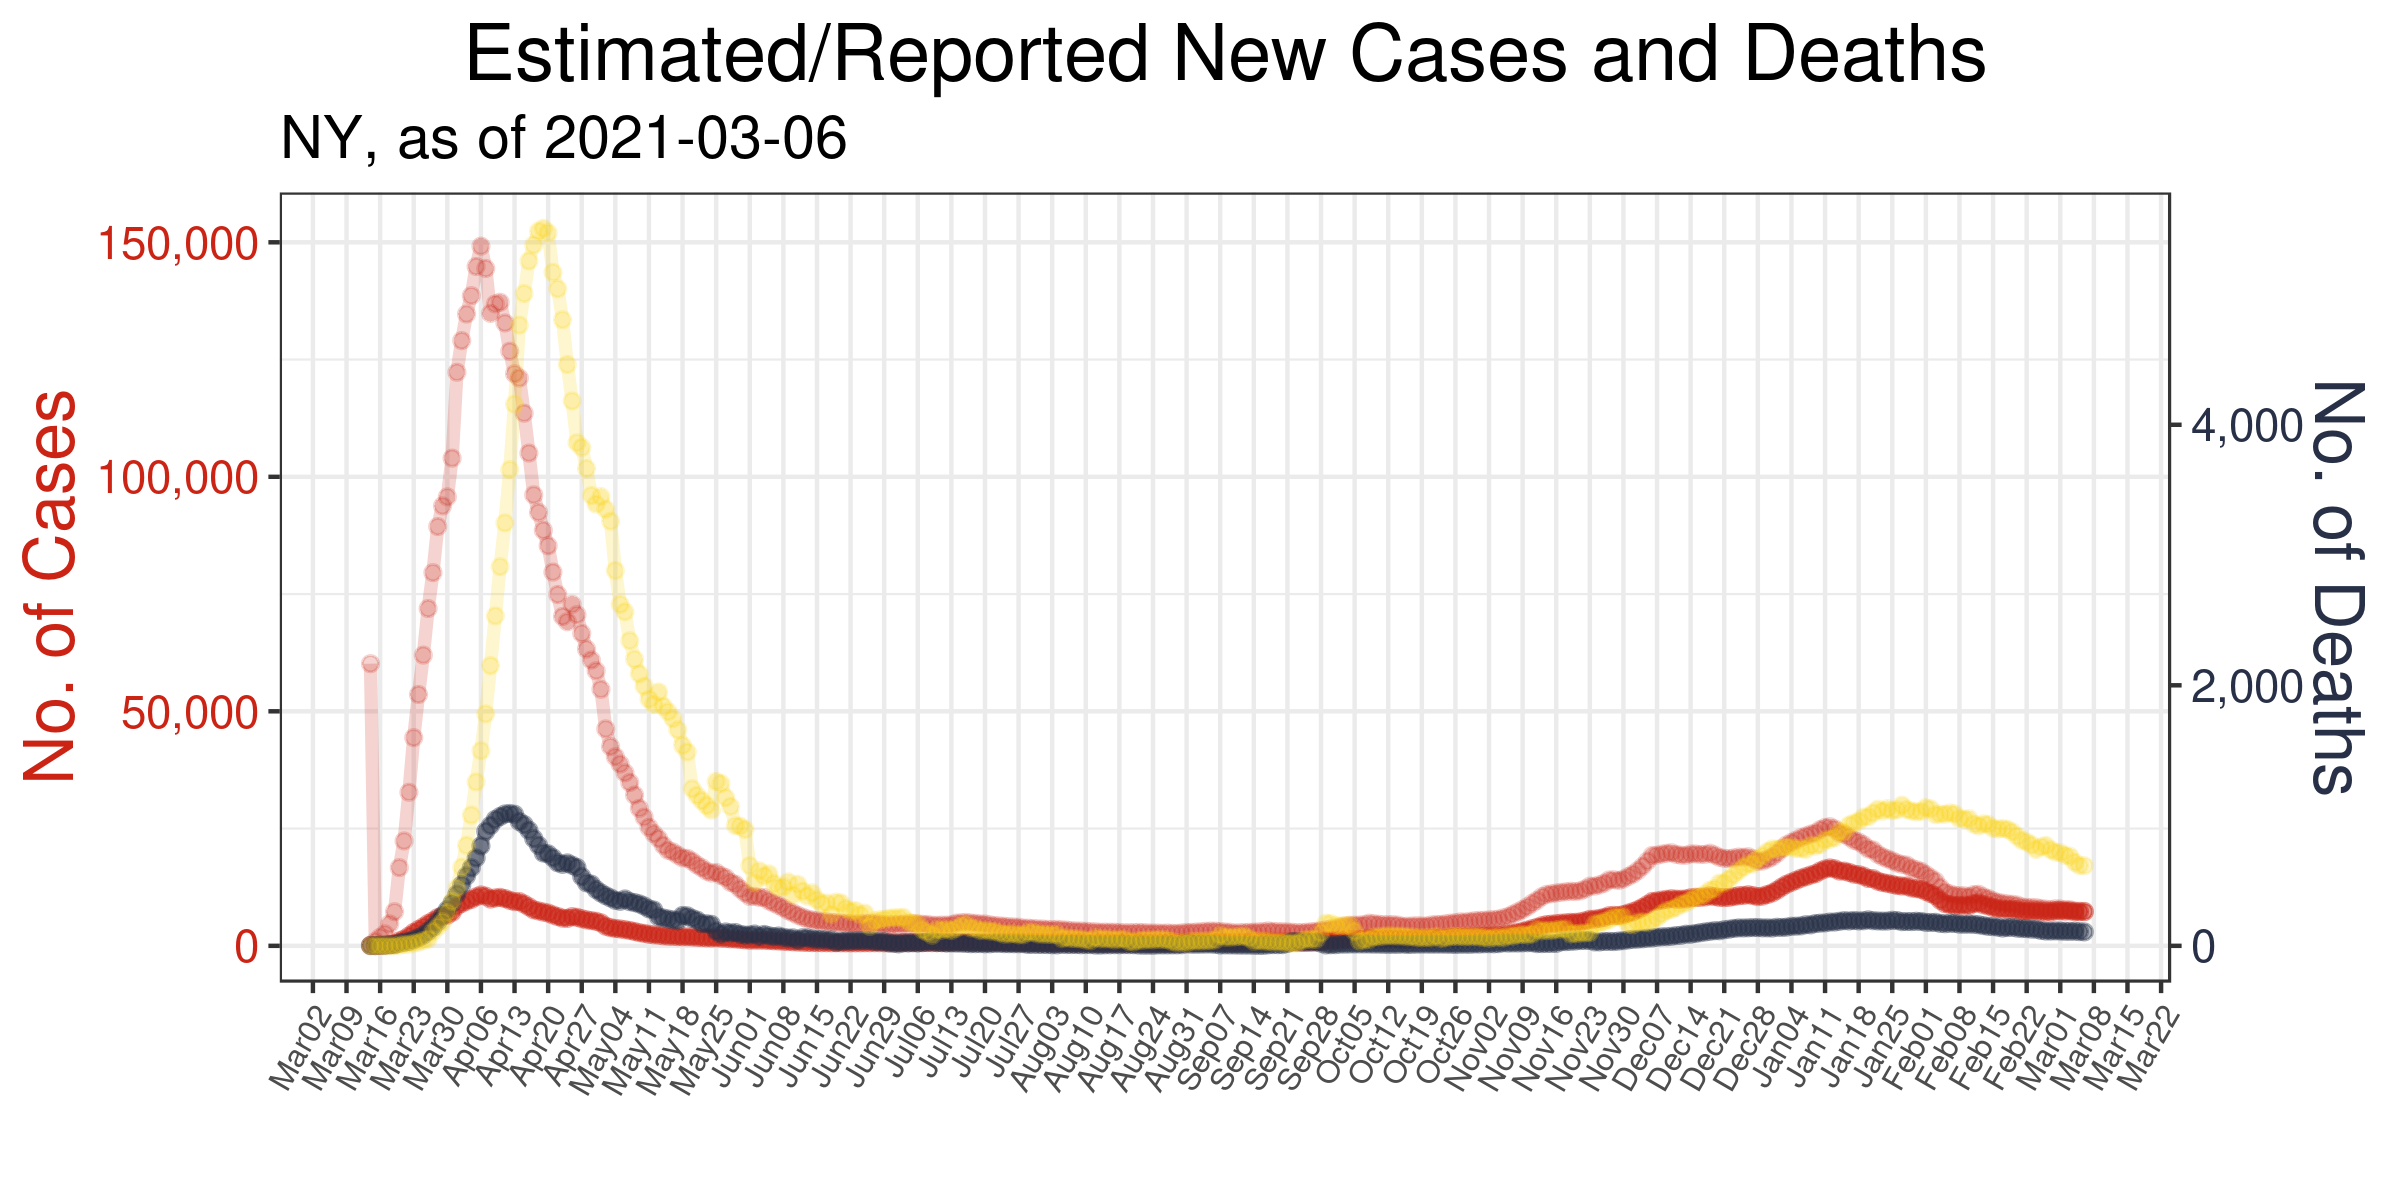 Estimated/Reported New Cases and Deaths
NY, as of 2021-03-06
No. of Cases
150,000
100,000
50,000
0
4,000
2,000
0
No. of Deaths
Mar02
Mar09
Mar16
Mar23
Mar30
Apr06
Apr13
Apr20
Apr27
May04
May11
May18
May25
Jun01
Jun08
Jun15
Jun22
Jun29
Jul06
Jul13
Jul20
Jul27
Aug03
Aug10
Aug17
Aug24
Aug31
Sep07
Sep14
Sep21
Sep28
Oct05
Oct12
Oct19
Oct26
Nov02
Nov09
Nov16
Nov23
Nov30
Dec07
Dec14
Dec21
Dec28
Jan04
Jan11
Jan18
Jan25
Feb01
Feb08
Feb15
Feb22
Mar01
Mar08
Mar15
Mar22